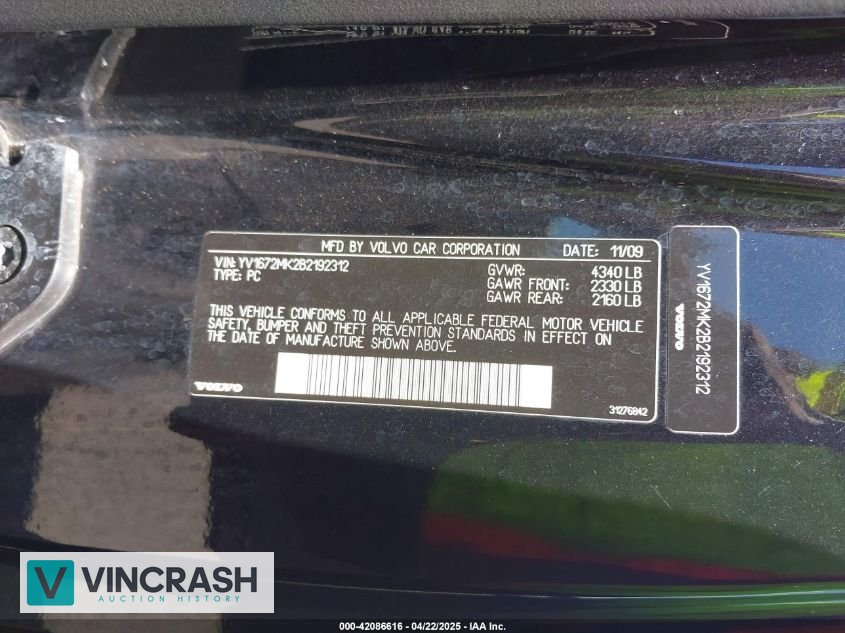 MFD BY VOLVO CAR CORPORATION DATE: 11/09
VIN: YV1672MK2B2192312
TYPE: PC
GVWR: 4340 LB
GAWR FRONT: 2330 LB
GAWR REAR: 2160 LB
THIS VEHICLE CONFORMS TO ALL APPLICABLE FEDERAL MOTOR VEHICLE
SAFETY, BUMPER AND THEFT PREVENTION STANDARDS IN EFFECT ON
THE DATE OF MANUFACTURE SHOWN ABOVE.
VOLVO
31276842
YV1672MK2B2192312
VOLVO
V VINCRASH
AUCTION HISTORY
000-42086616 - 04/22/2025 - IAA Inc.